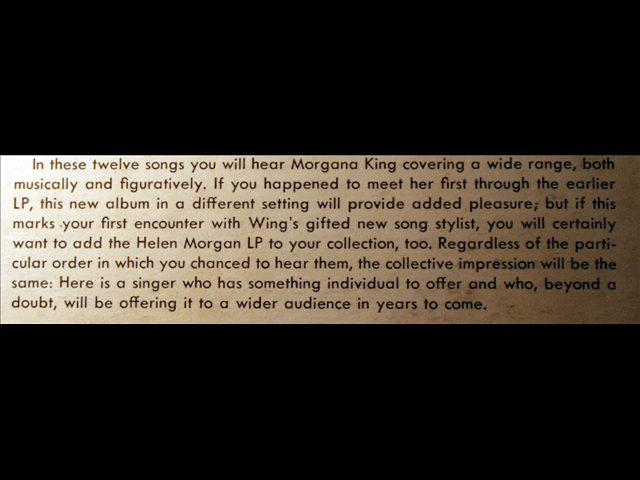 In these twelve songs you will hear Morgana King covering a wide range, both
musically and figuratively. If you happened to meet her first through the earlier
LP, this new album in a different setting will provide added pleasure; but if this
marks your first encounter with Wing's gifted new song stylist, you will certainly
want to add the Helen Morgan LP to your collection, too. Regardless of the parti-
cular order in which you chanced to hear them, the collective impression will be the
same: Here is a singer who has something individual to offer and who, beyond a
doubt, will be offering it to a wider audience in years to come.